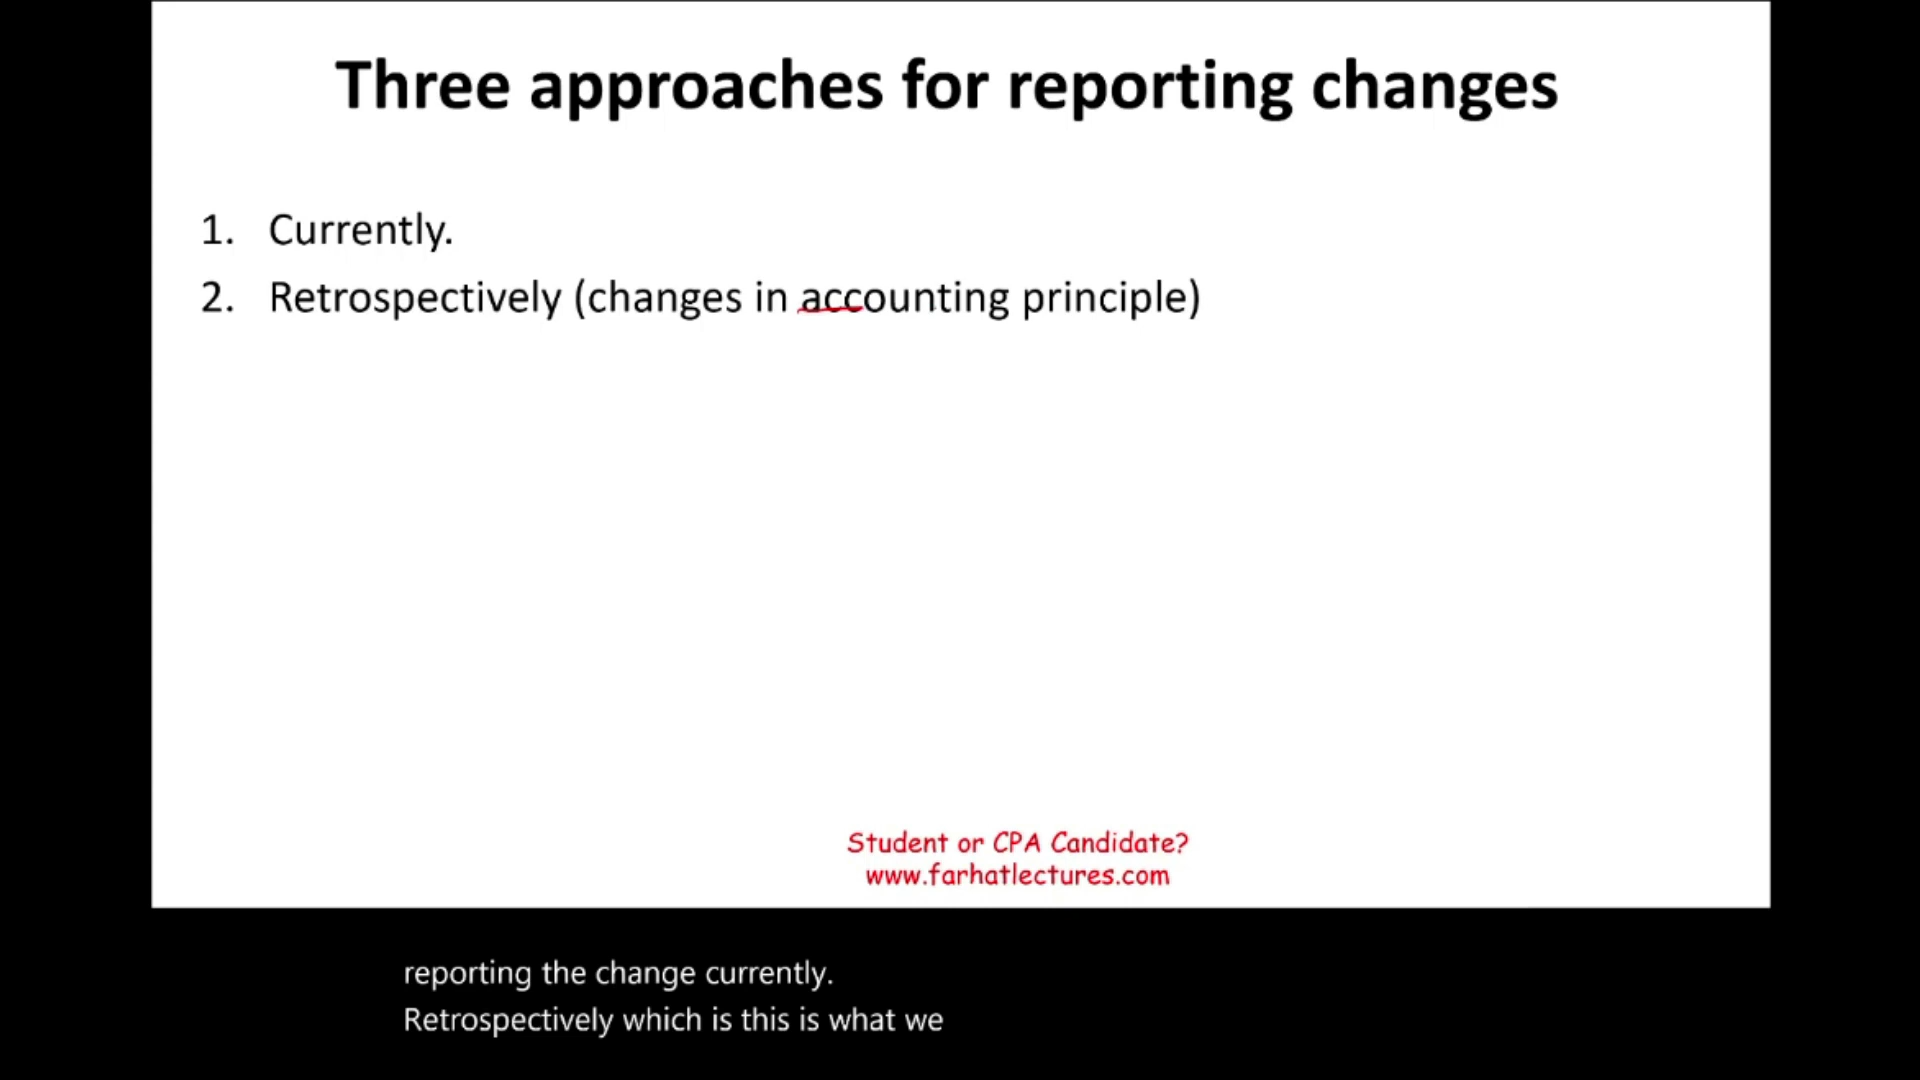 Three approaches for reporting changes
1. Currently.
2. Retrospectively (changes in accounting principle)
Student or CPA Candidate?
www.farhatlectures.com
reporting the change currently.
Retrospectively which is this is what we